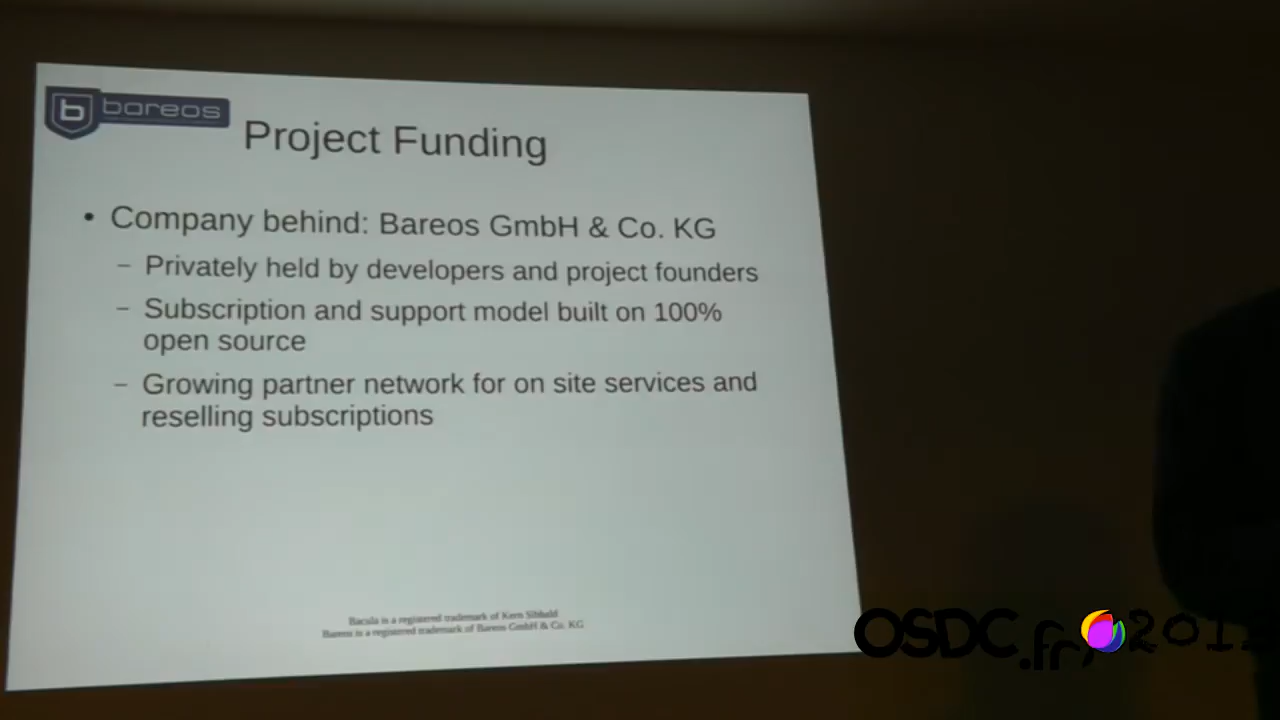 b bareos
Project Funding
• Company behind: Bareos GmbH & Co. KG
– Privately held by developers and project founders
– Subscription and support model built on 100%
open source
– Growing partner network for on site services and
reselling subscriptions
Bacula is a registered trademark of Kern Sibbald
Bareos is a registered trademark of Bareos GmbH & Co. KG
OSDC.fr